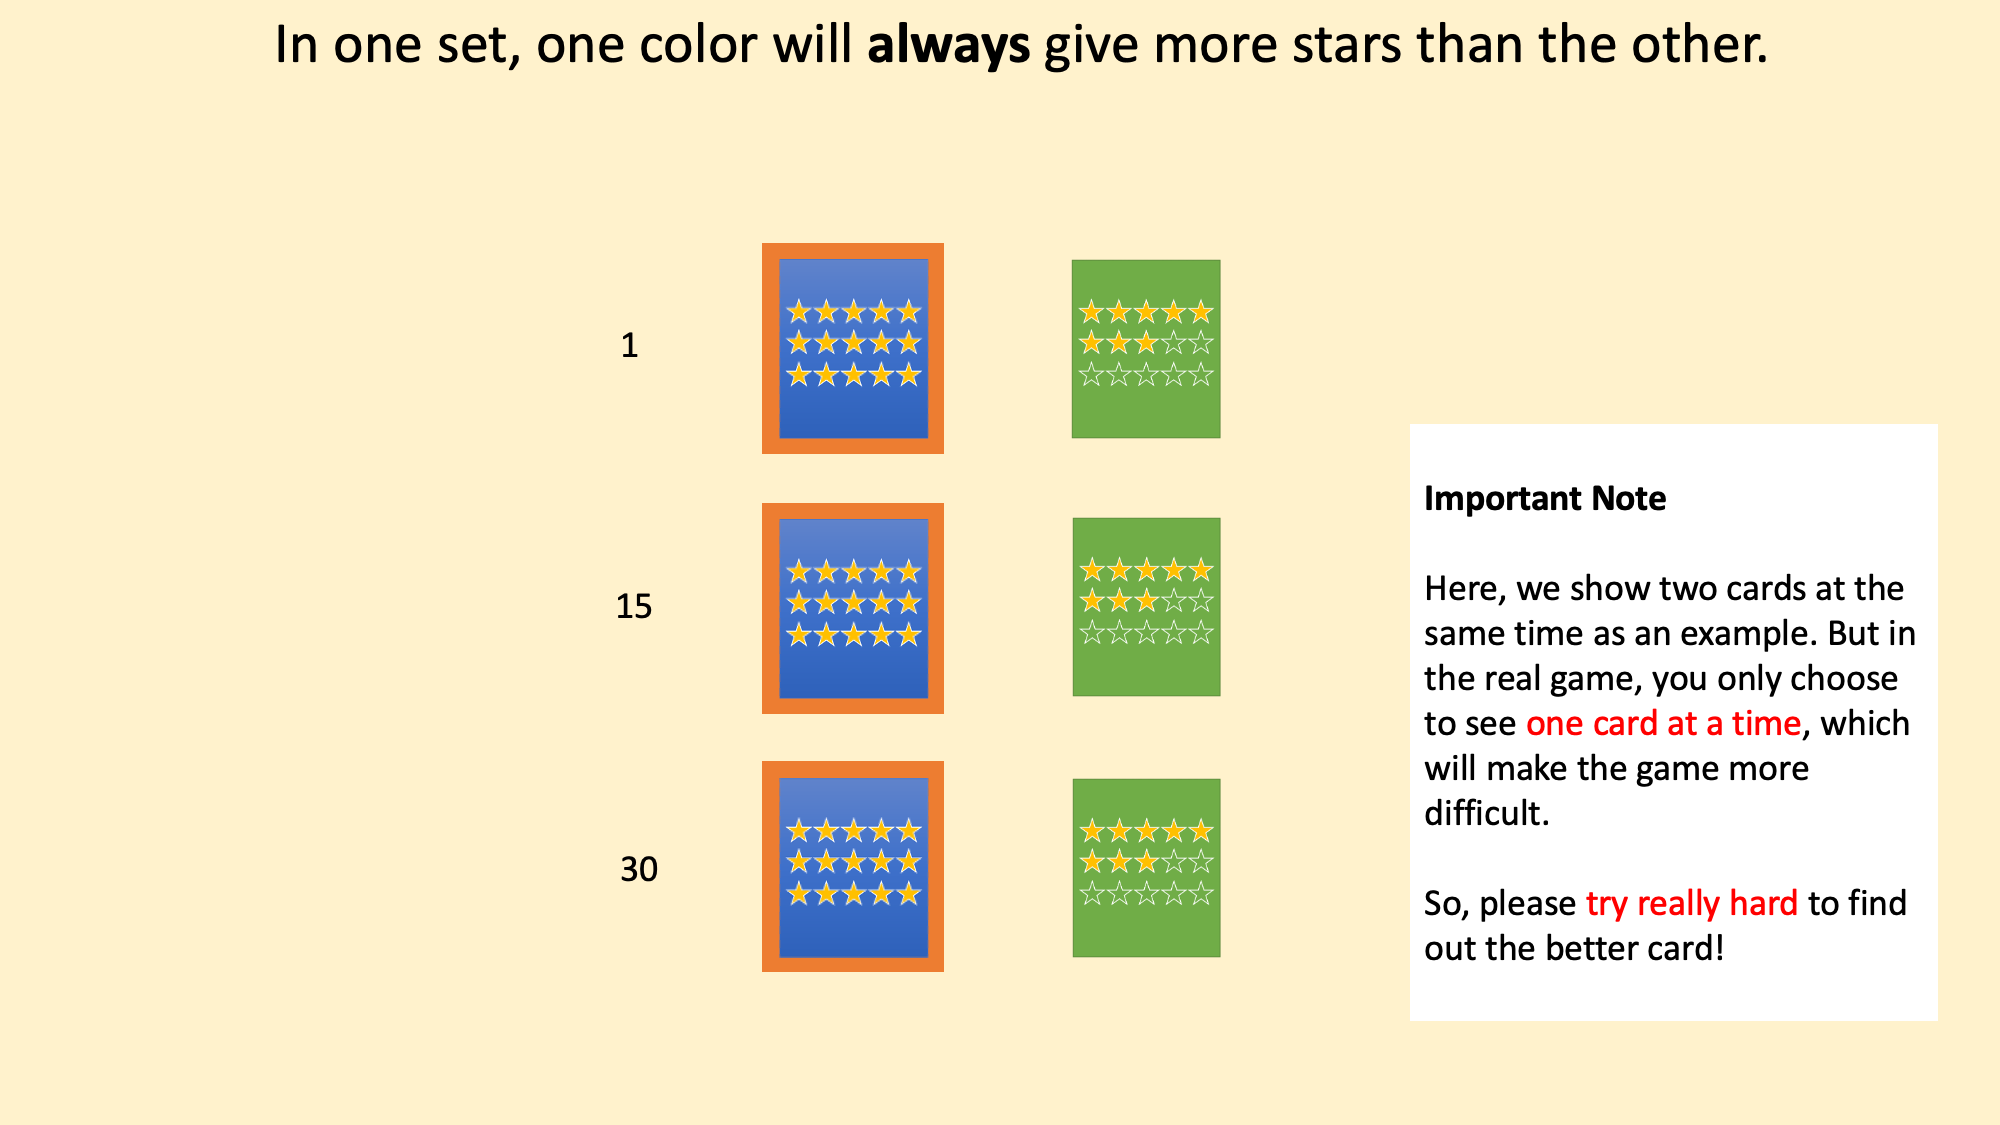 In one set, one color will always give more stars than the other.
1
15
30
Important Note
Here, we show two cards at the
same time as an example. But in
the real game, you only choose
to see one card at a time, which
will make the game more
difficult.
So, please try really hard to find
out the better card!